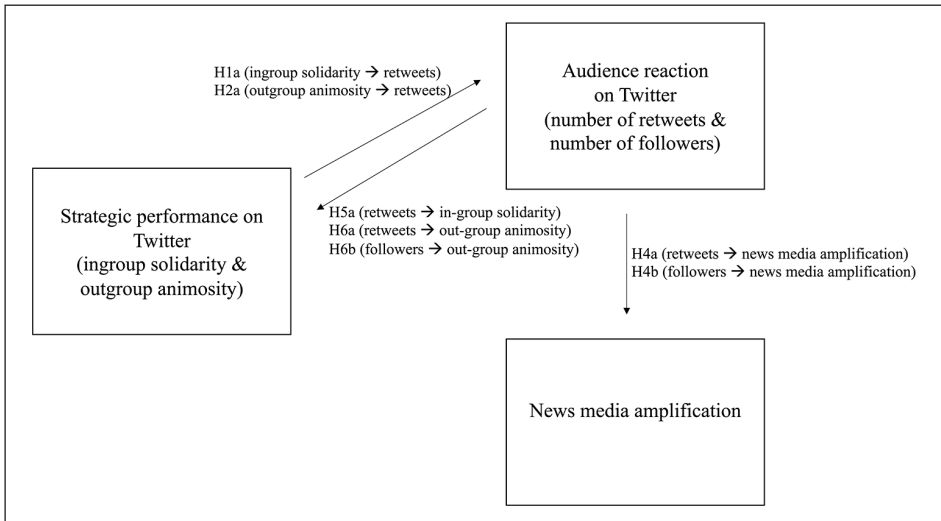 H1a (ingroup solidarity → retweets)
H2a (outgroup animosity → retweets)
Audience reaction
on Twitter
(number of retweets &
number of followers)
Strategic performance on
Twitter
(ingroup solidarity &
outgroup animosity)
H5a (retweets → in-group solidarity)
H6a (retweets → out-group animosity)
H6b (followers → out-group animosity)
H4a (retweets → news media amplification)
H4b (followers → news media amplification)
News media amplification